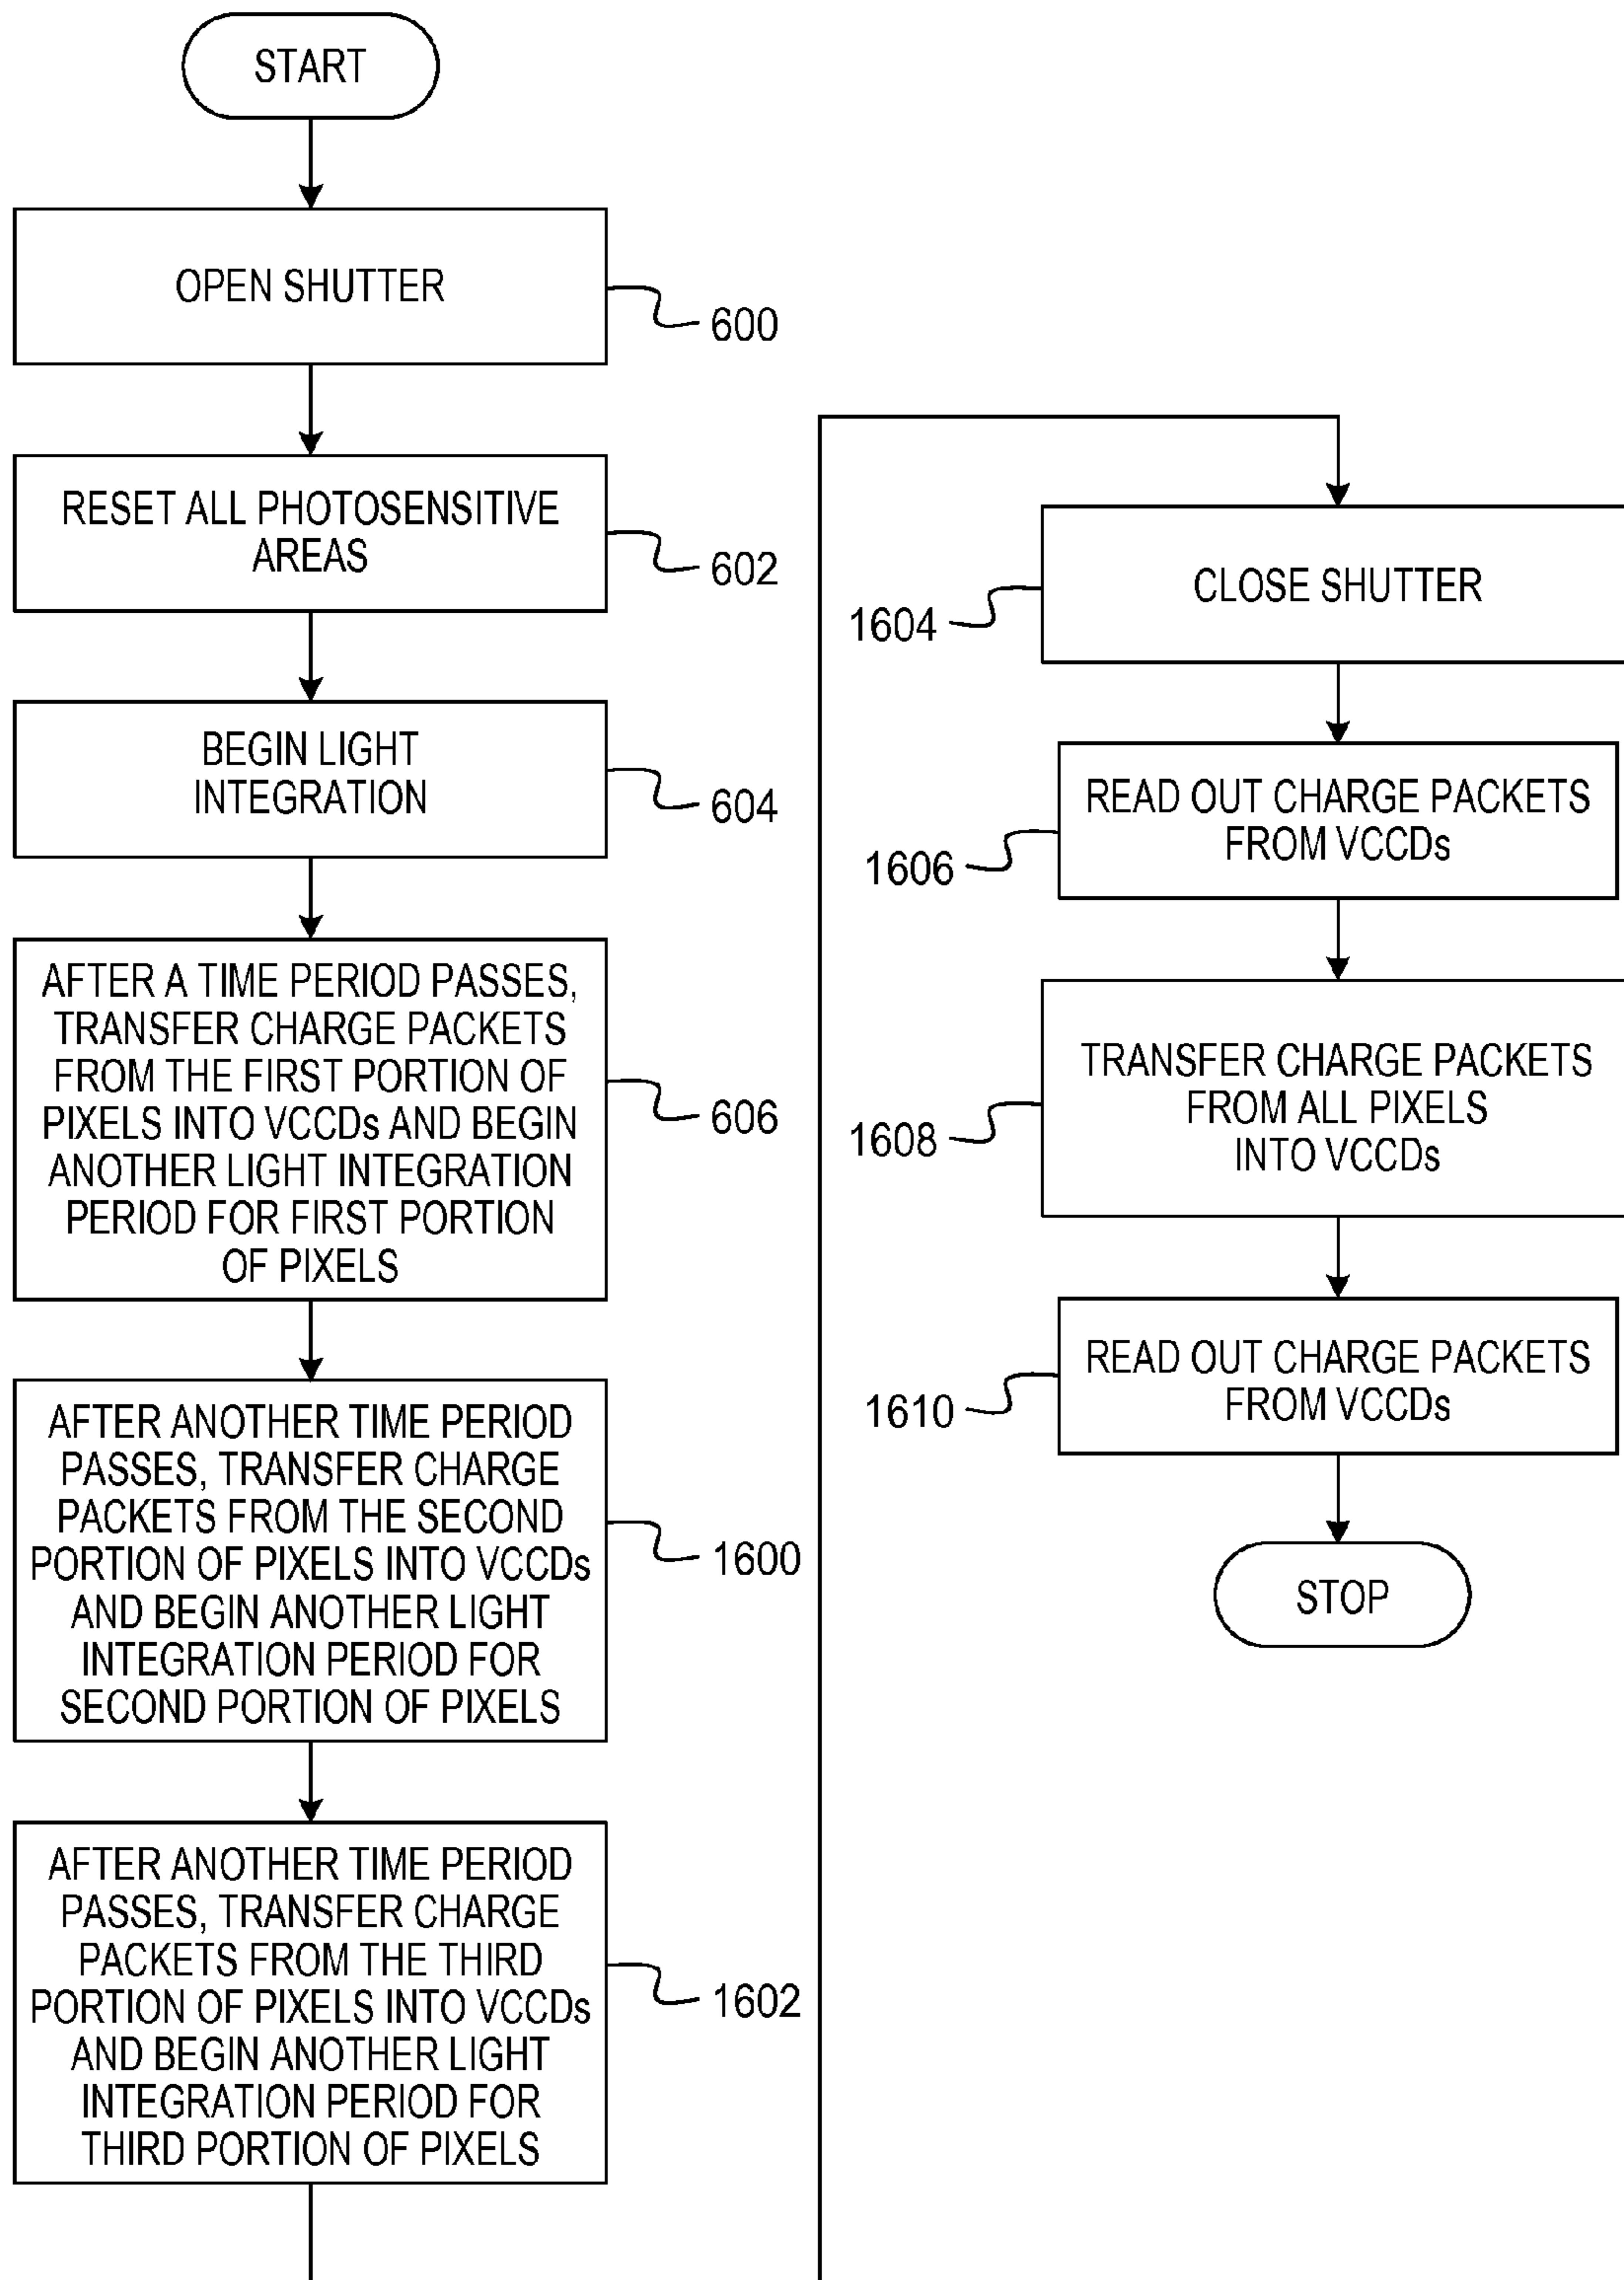 START
OPEN SHUTTER
600
RESET ALL PHOTOSENSITIVE
AREAS
602
BEGIN LIGHT
INTEGRATION
604
AFTER A TIME PERIOD PASSES,
TRANSFER CHARGE PACKETS
FROM THE FIRST PORTION OF
PIXELS INTO VCCDs AND BEGIN
ANOTHER LIGHT INTEGRATION
PERIOD FOR FIRST PORTION
OF PIXELS
606
AFTER ANOTHER TIME PERIOD
PASSES, TRANSFER CHARGE
PACKETS FROM THE SECOND
PORTION OF PIXELS INTO VCCDs
AND BEGIN ANOTHER LIGHT
INTEGRATION PERIOD FOR
SECOND PORTION OF PIXELS
1600
AFTER ANOTHER TIME PERIOD
PASSES, TRANSFER CHARGE
PACKETS FROM THE THIRD
PORTION OF PIXELS INTO VCCDs
AND BEGIN ANOTHER LIGHT
INTEGRATION PERIOD FOR
THIRD PORTION OF PIXELS
1602
CLOSE SHUTTER
1604
READ OUT CHARGE PACKETS
FROM VCCDs
1606
TRANSFER CHARGE PACKETS
FROM ALL PIXELS
INTO VCCDs
1608
READ OUT CHARGE PACKETS
FROM VCCDs
1610
STOP